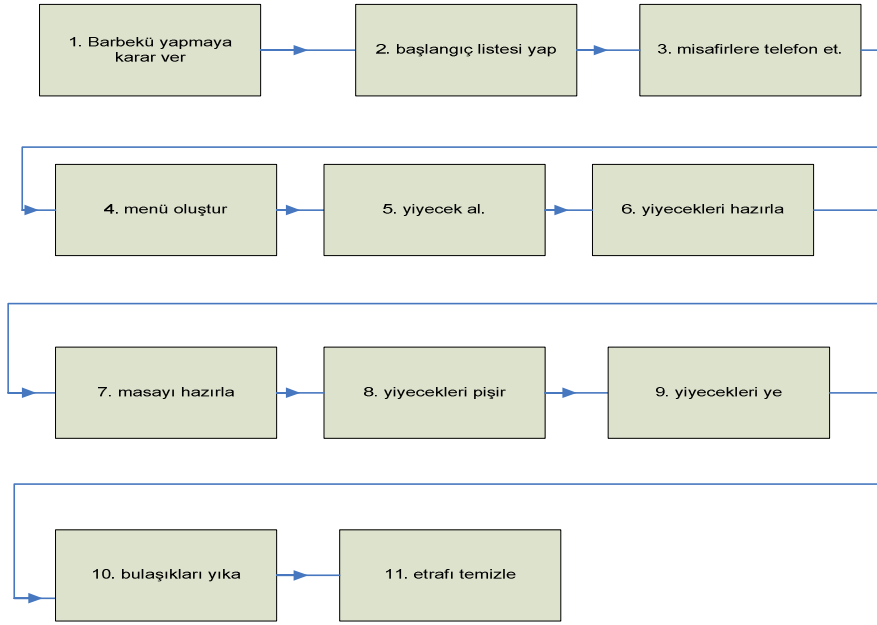 1. Barbekü yapmaya
karar ver
2. başlangıç listesi yap
3. misafirlere telefon et.
4. menü oluştur
5. yiyecek al.
6. yiyecekleri hazırla
7. masayı hazırla
8. yiyecekleri pişir
9. yiyecekleri ye
10. bulaşıkları yıka
11. etrafı temizle